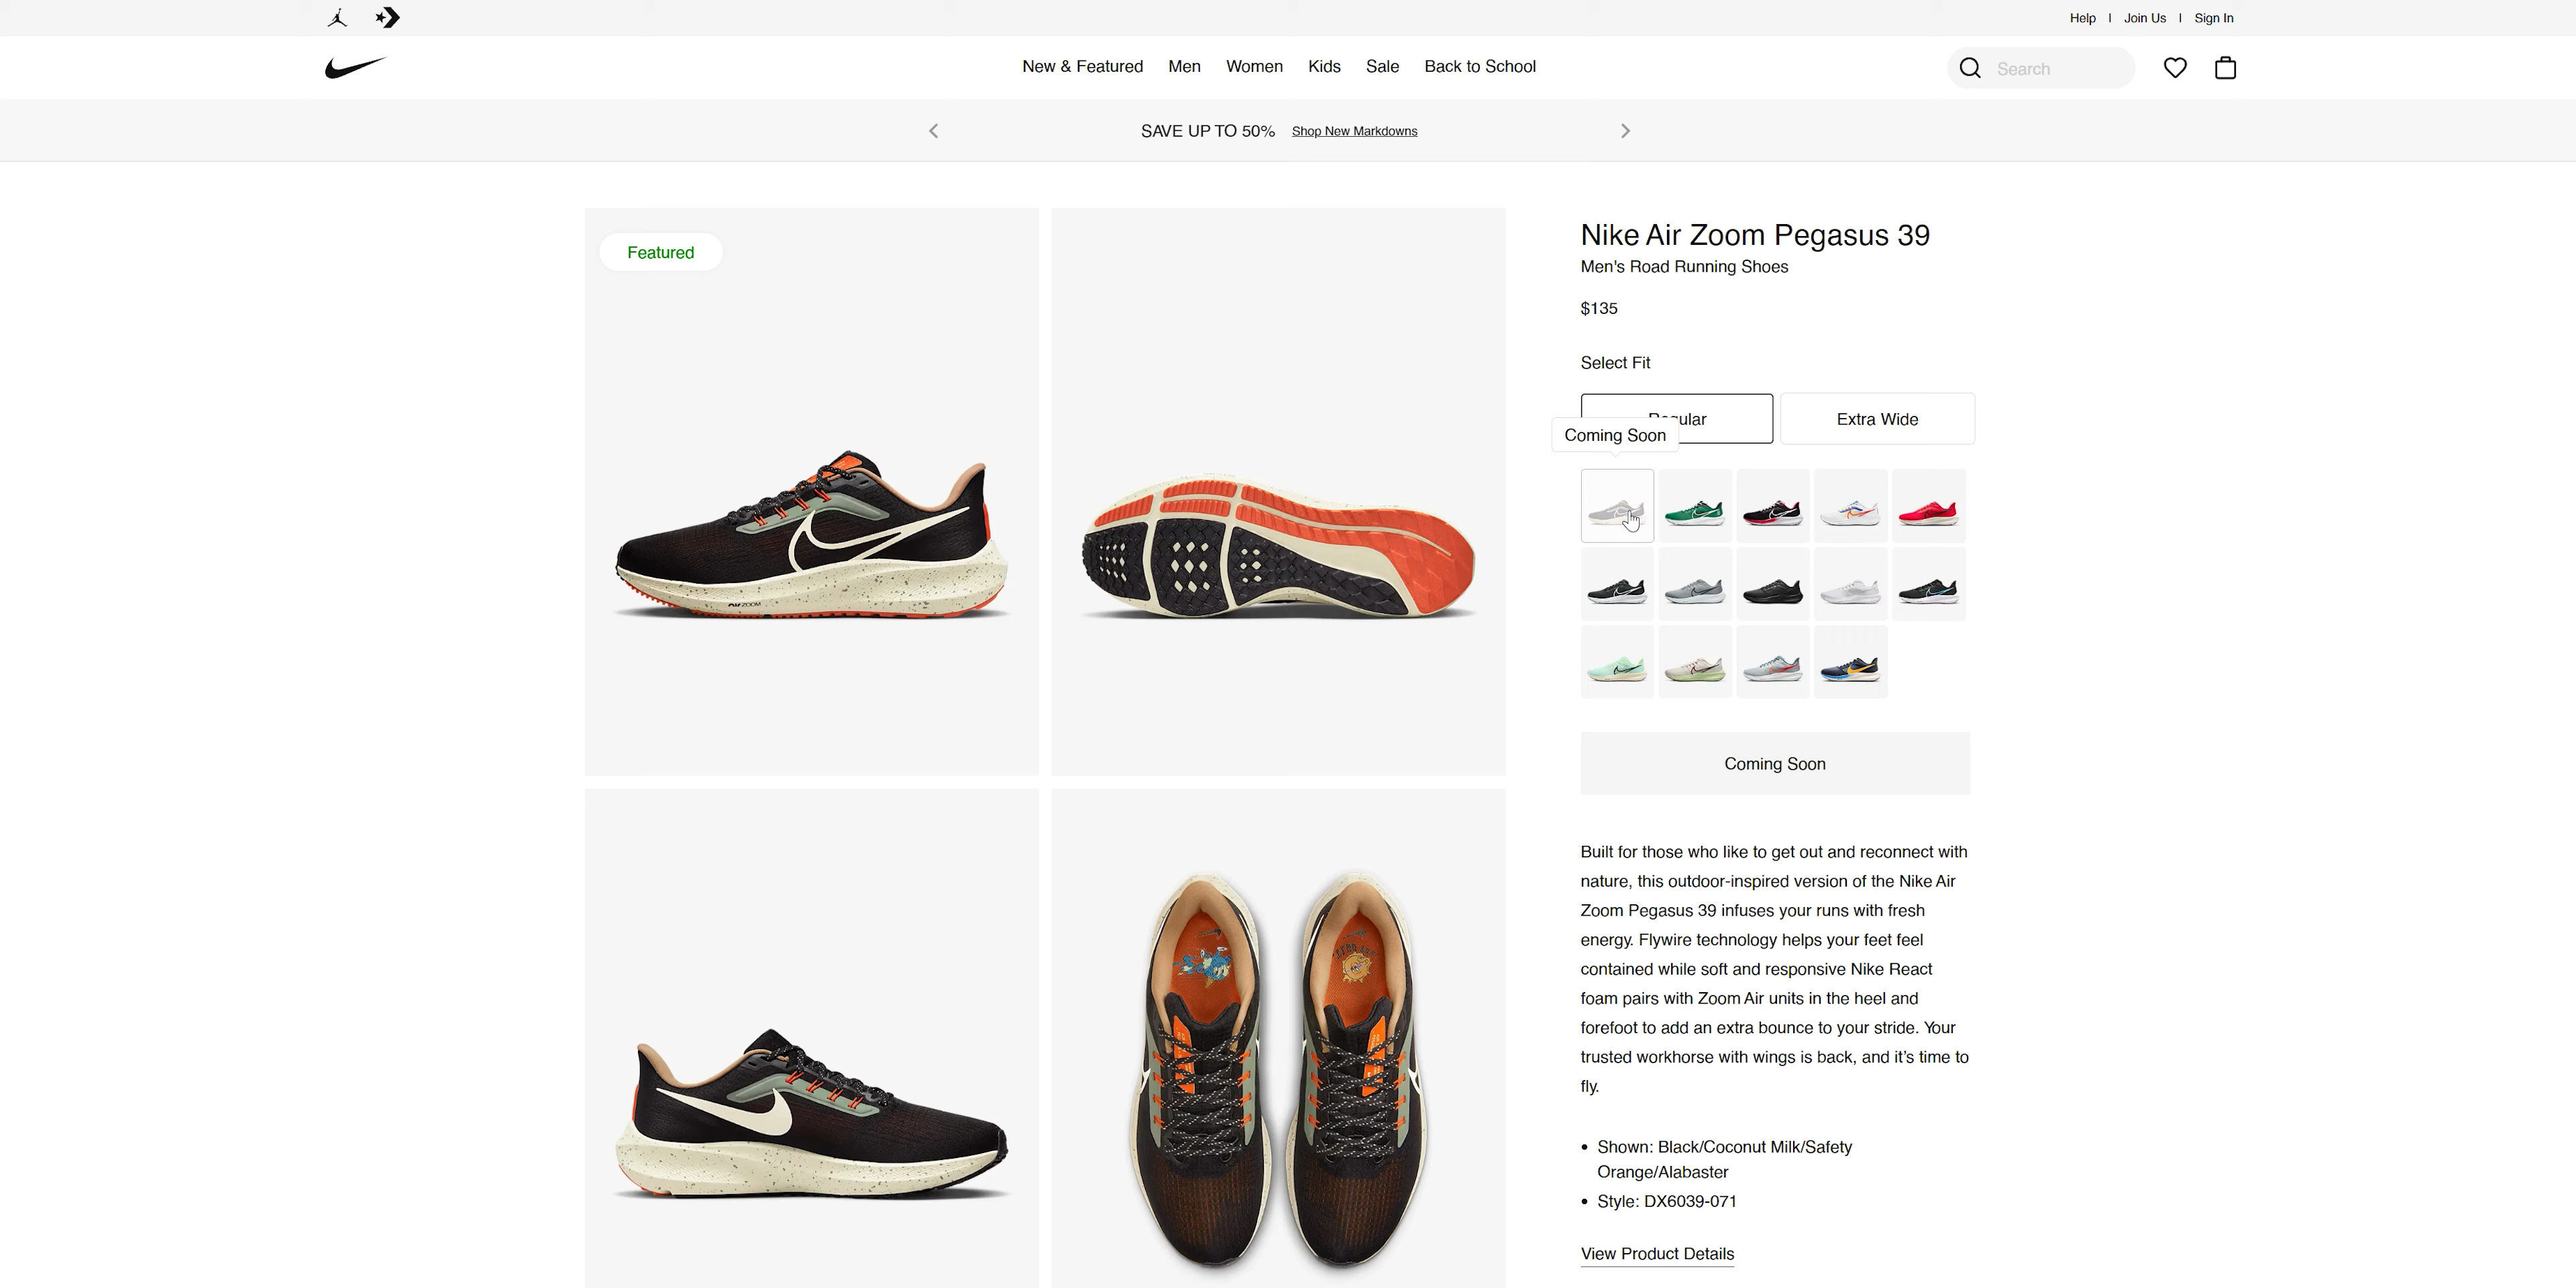 Help | Join Us | Sign In
New & Featured Men Women Kids Sale Back to School
Search
SAVE UP TO 50% Shop New Markdowns
Featured
Nike Air Zoom Pegasus 39
Men's Road Running Shoes
$135
Select Fit
Regular
Extra Wide
Coming Soon
Coming Soon
Built for those who like to get out and reconnect with
nature, this outdoor-inspired version of the Nike Air
Zoom Pegasus 39 infuses your runs with fresh
energy. Flywire technology helps your feet feel
contained while soft and responsive Nike React
foam pairs with Zoom Air units in the heel and
forefoot to add an extra bounce to your stride. Your
trusted workhorse with wings is back, and it's time to
fly.
• Shown: Black/Coconut Milk/Safety
Orange/Alabaster
• Style: DX6039-071
View Product Details